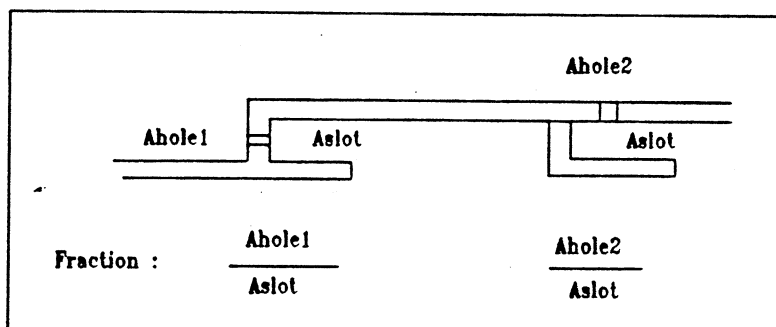 Ahole2
Ahole1 Aslot Aslot
Fraction :
Ahole1
Aslot
Ahole2
Aslot